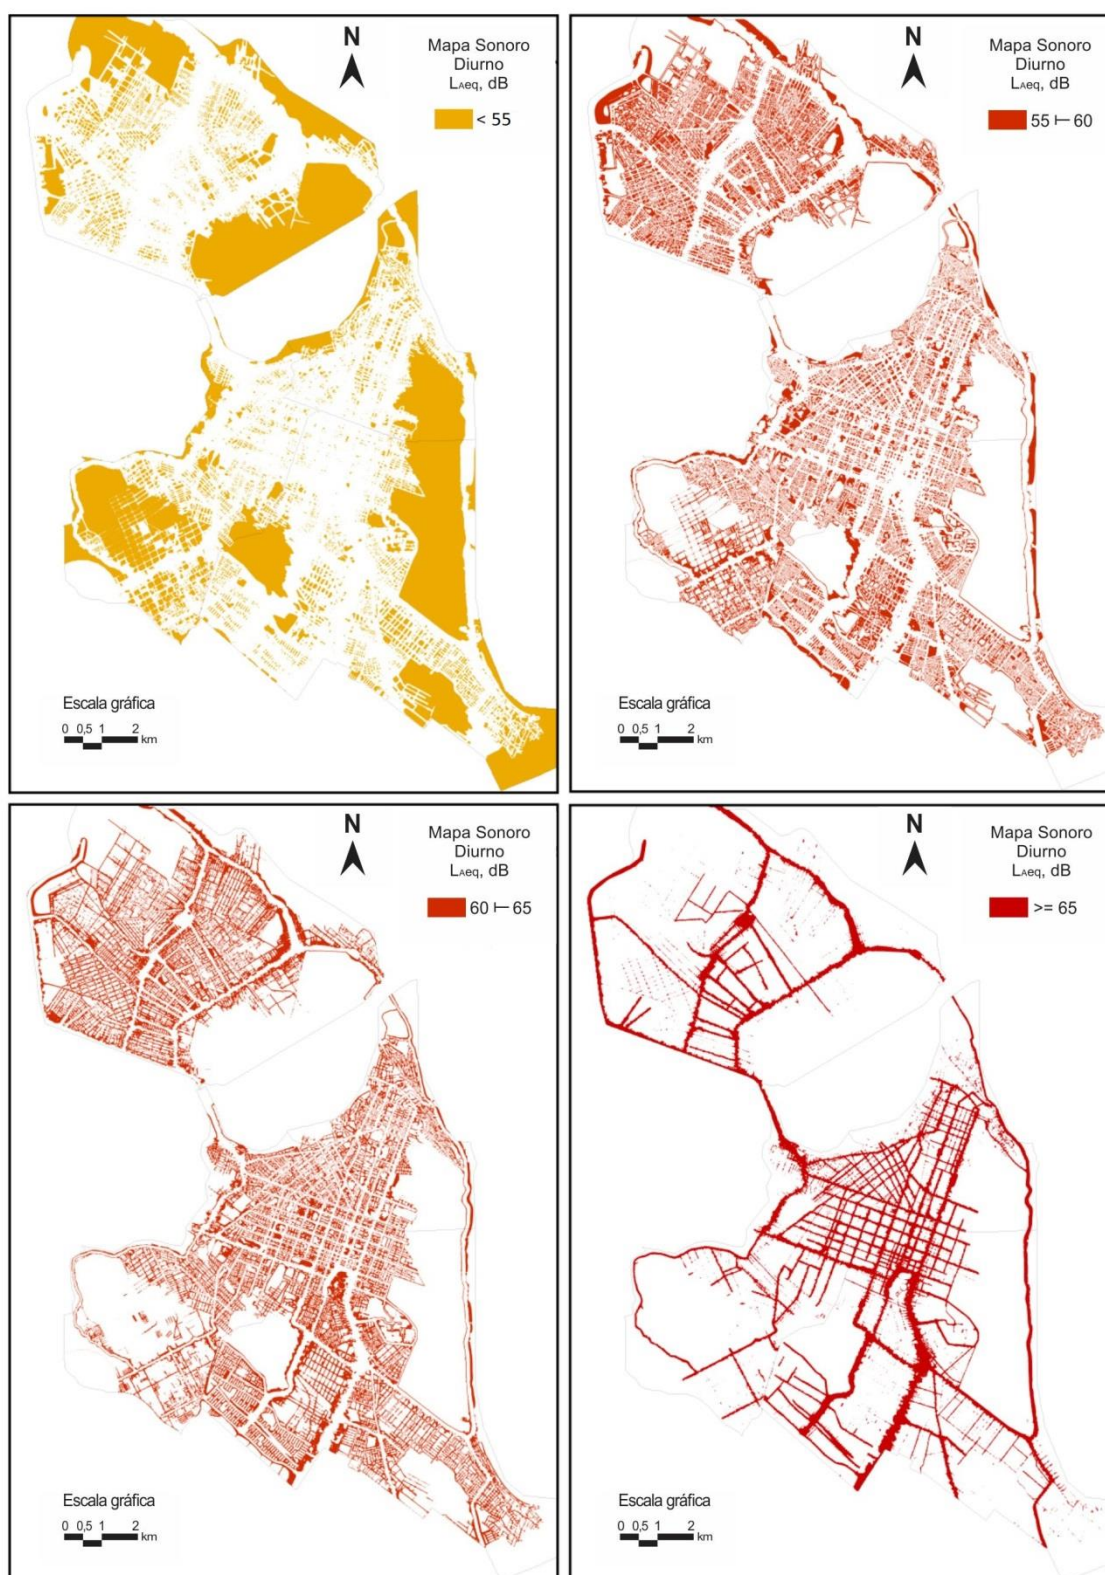 N
Mapa Sonoro
Diurno
LAeq, dB
< 55
Escala gráfica
0 0,5 1 2
km
N
Mapa Sonoro
Diurno
LAeq, dB
55 ⊢ 60
Escala gráfica
0 0,5 1 2
km
N
Mapa Sonoro
Diurno
LAeq, dB
60 ⊢ 65
Escala gráfica
0 0,5 1 2
km
N
Mapa Sonoro
Diurno
LAeq, dB
>= 65
Escala gráfica
0 0,5 1 2
km